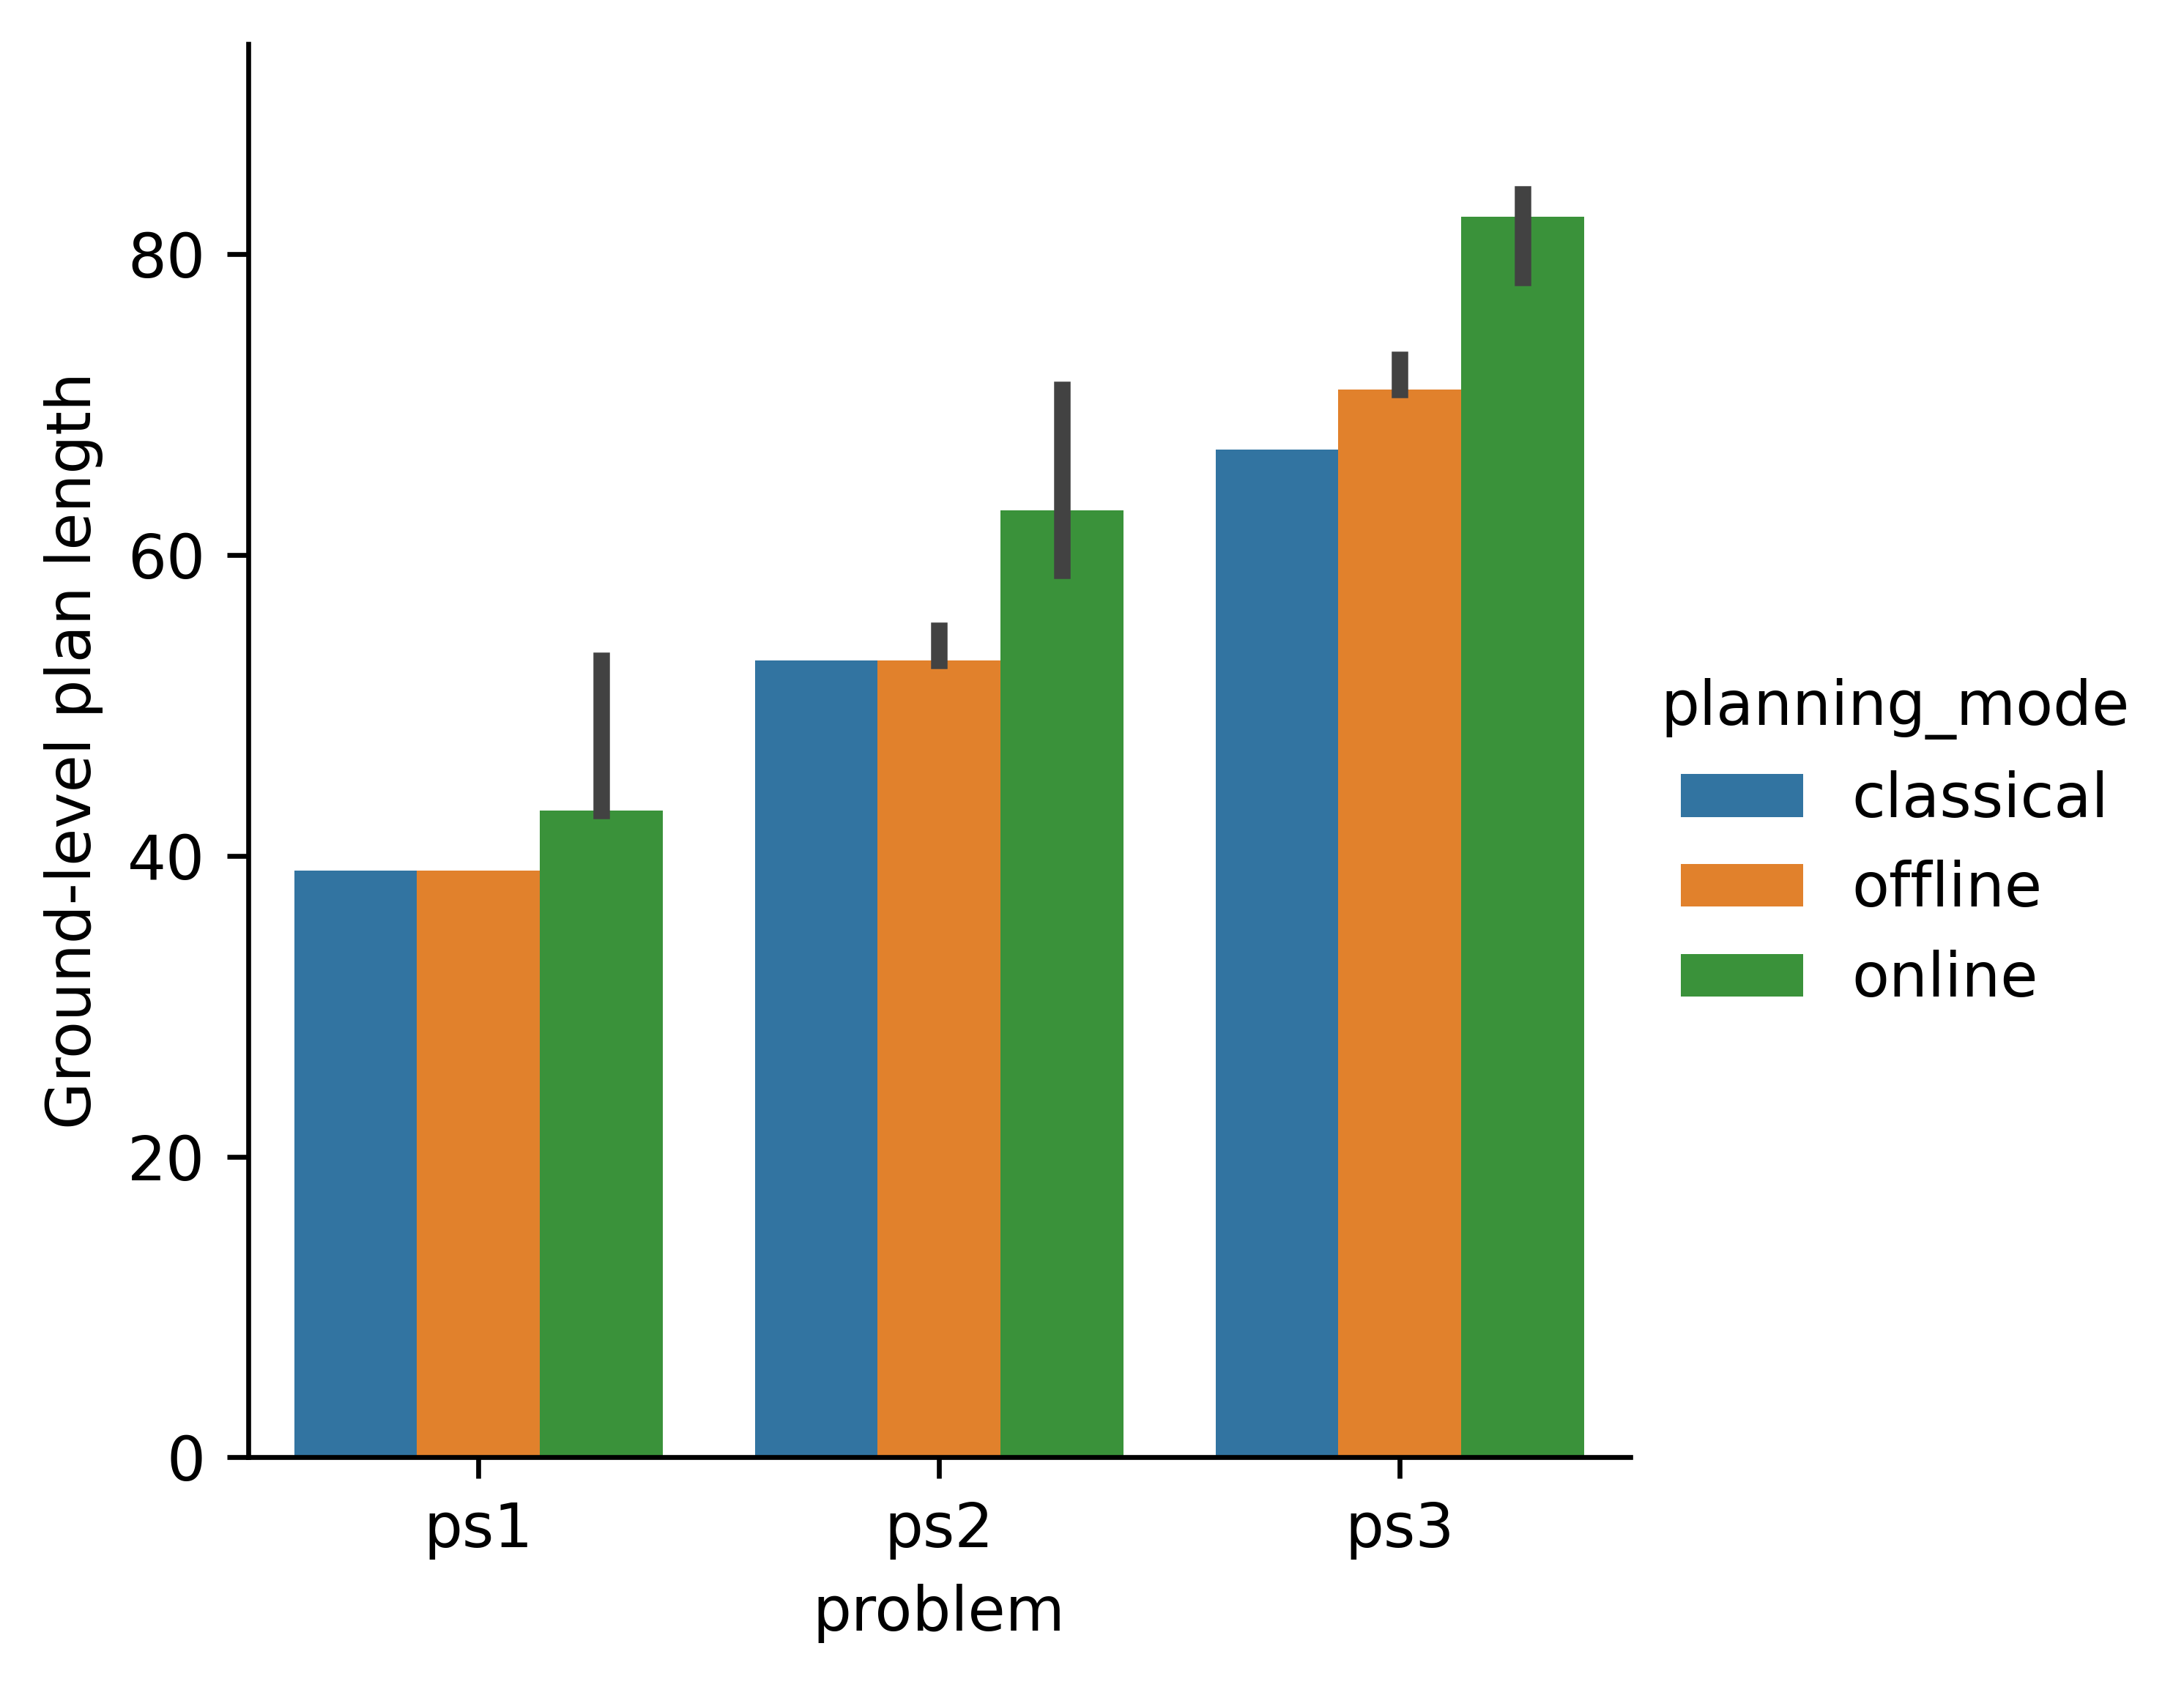 Ground-level plan length
80
60
40
20
0
ps1 ps2 ps3
problem
planning_mode
classical
offline
online